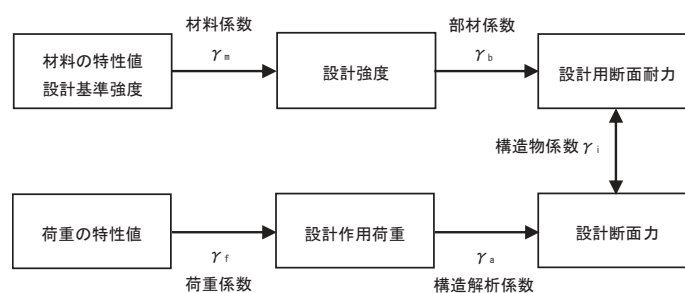 材料係数
部材係数
材料の特性値
設計基準強度
γm
設計強度
γb
設計用断面耐力
構造物係数γi
荷重の特性値
設計作用荷重
設計断面力
γf
荷重係数
γa
構造解析係数